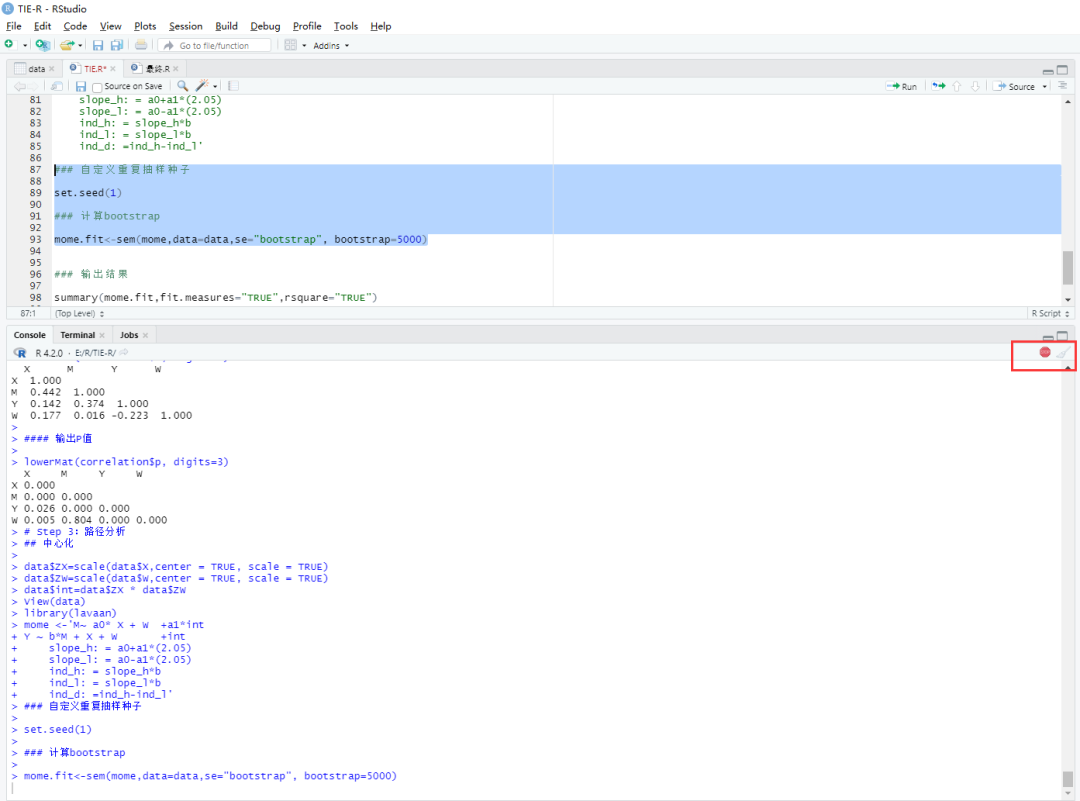 TIE-R - RStudio
File Edit Code View Plots Session Build Debug Profile Tools Help
Go to file/function Addins
data TIE.R* 最终.R
Source on Save Run Source
81 slope_h: = a0+a1*(2.05)
82 slope_l: = a0-a1*(2.05)
83 ind_h: = slope_h*b
84 ind_l: = slope_l*b
85 ind_d: =ind_h-ind_l'
86
87 ### 自定义重复抽样种子
88
89 set.seed(1)
90
91 ### 计算bootstrap
92
93 mome.fit<-sem(mome,data=data,se="bootstrap", bootstrap=5000)
94
95
96 ### 输出结果
97
98 summary(mome.fit,fit.measures="TRUE",rsquare="TRUE")
87:1 (Top Level) R Script
Console Terminal Jobs
R 4.2.0 · E:/R/TIE-R/
X M Y W
X 1.000
M 0.442 1.000
Y 0.142 0.374 1.000
W 0.177 0.016 -0.223 1.000
>
> #### 输出P值
>
> lowerMat(correlation$p, digits=3)
X M Y W
X 0.000
M 0.000 0.000
Y 0.026 0.000 0.000
W 0.005 0.804 0.000 0.000
> # Step 3: 路径分析
> ## 中心化
>
> data$ZX=scale(data$X,center = TRUE, scale = TRUE)
> data$ZW=scale(data$W,center = TRUE, scale = TRUE)
> data$int=data$ZX * data$ZW
> View(data)
> library(lavaan)
> mome <-'M~ a0* X + W +a1*int
+ Y ~ b*M + X + W +int
+ slope_h: = a0+a1*(2.05)
+ slope_l: = a0-a1*(2.05)
+ ind_h: = slope_h*b
+ ind_l: = slope_l*b
+ ind_d: =ind_h-ind_l'
> ### 自定义重复抽样种子
>
> set.seed(1)
>
> ### 计算bootstrap
>
> mome.fit<-sem(mome,data=data,se="bootstrap", bootstrap=5000)